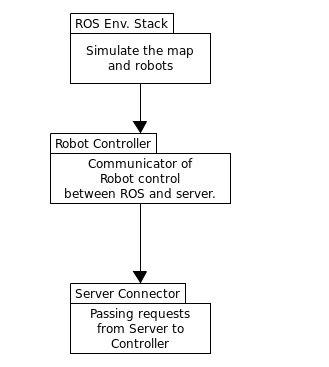 ROS Env. Stack
Simulate the map
and robots
Robot Controller
Communicator of
Robot control
between ROS and server.
Server Connector
Passing requests
from Server to
Controller